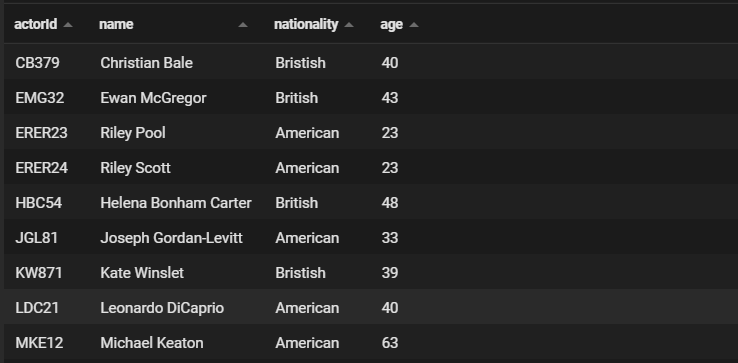 actorId name nationality age
CB379 Christian Bale Bristish 40
EMG32 Ewan McGregor British 43
ERER23 Riley Pool American 23
ERER24 Riley Scott American 23
HBC54 Helena Bonham Carter British 48
JGL81 Joseph Gordan-Levitt American 33
KW871 Kate Winslet Bristish 39
LDC21 Leonardo DiCaprio American 40
MKE12 Michael Keaton American 63